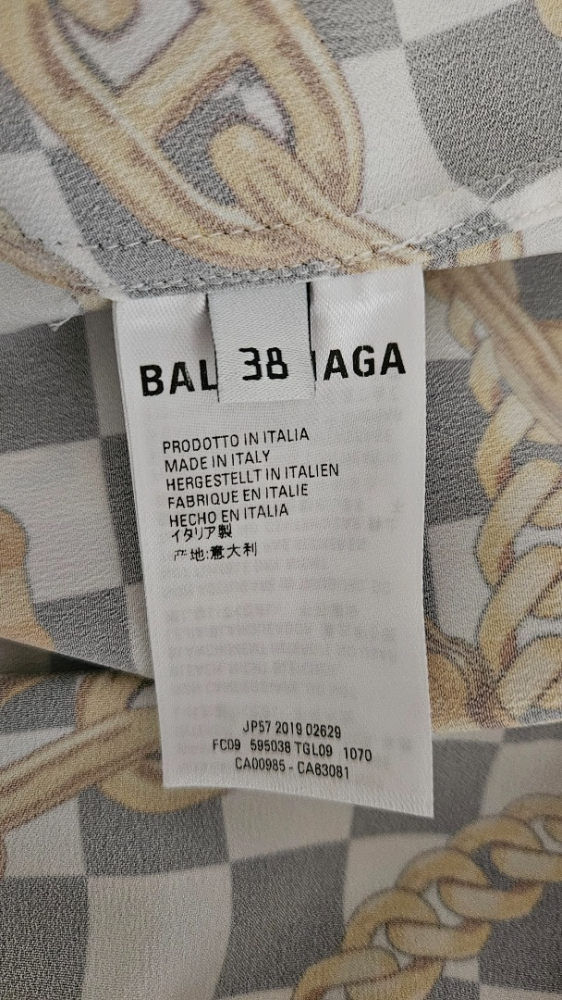 BAL 38 AGA
PRODOTTO IN ITALIA
MADE IN ITALY
HERGESTELLT IN ITALIEN
FABRIQUE EN ITALIE
HECHO EN ITALIA
イタリア製
产地:意大利
JP57 2019 02629
FC09 595038 TGL09 1070
CA00985 - CA63081